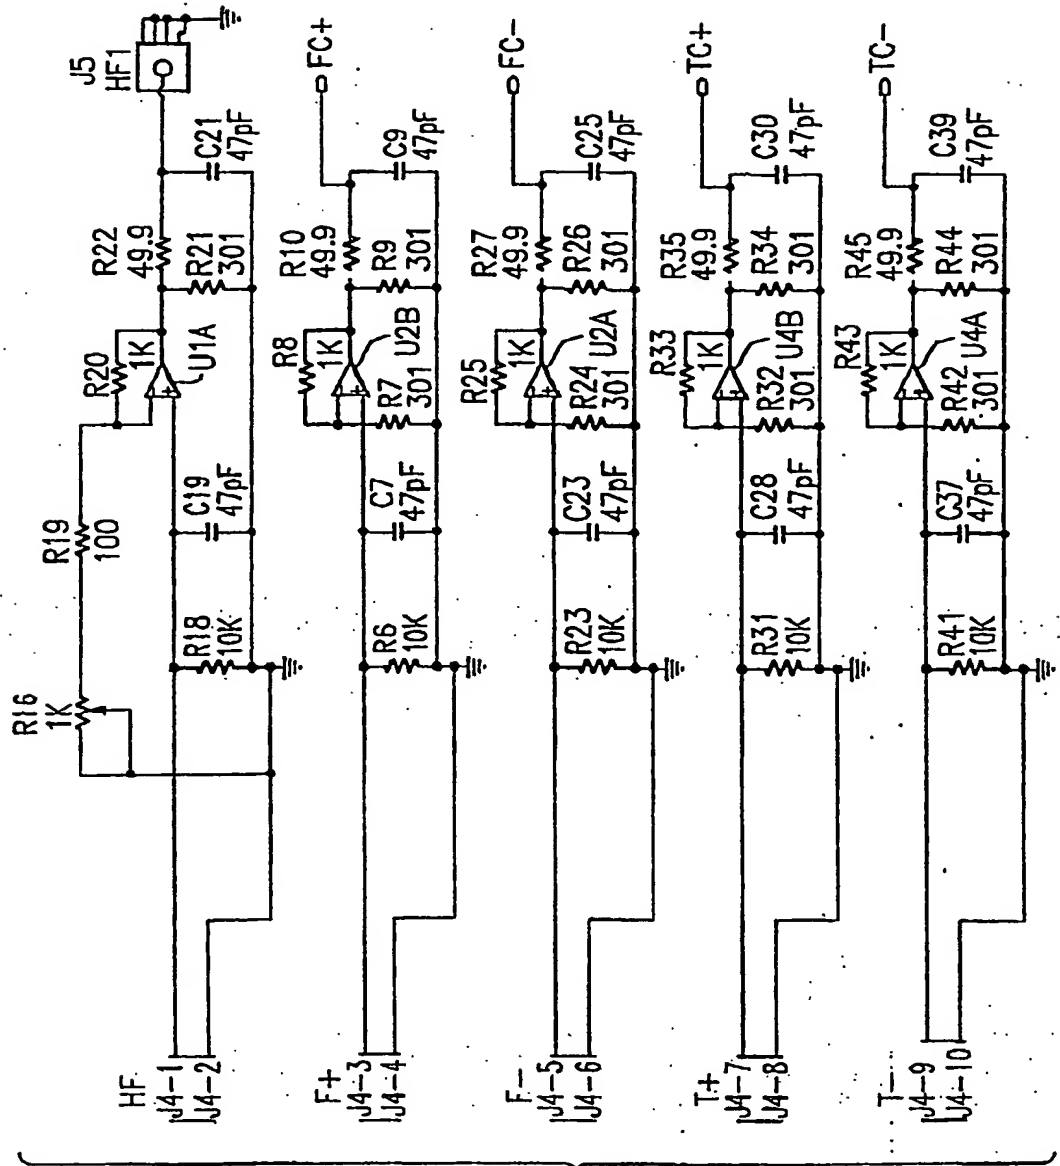 J5
HF1
R22
49.9
C21
47pF
R21
301
R20
1K
U1A
R19
100
C19
47pF
R16
1K
R18
10K
HF
J4-1
J4-2
FC+
R10
49.9
C9
47pF
R9
301
R8
1K
U2B
R7
301
C7
47pF
R6
10K
F+
J4-3
J4-4
FC-
R27
49.9
C25
47pF
R26
301
R25
1K
U2A
R24
301
C23
47pF
R23
10K
F-
J4-5
J4-6
TC+
R35
49.9
C30
47pF
R34
301
R33
1K
U4B
R32
301
C28
47pF
R31
10K
T+
J4-7
J4-8
TC-
R45
49.9
C39
47pF
R44
301
R43
1K
U4A
R42
301
C37
47pF
R41
10K
T-
J4-9
J4-10